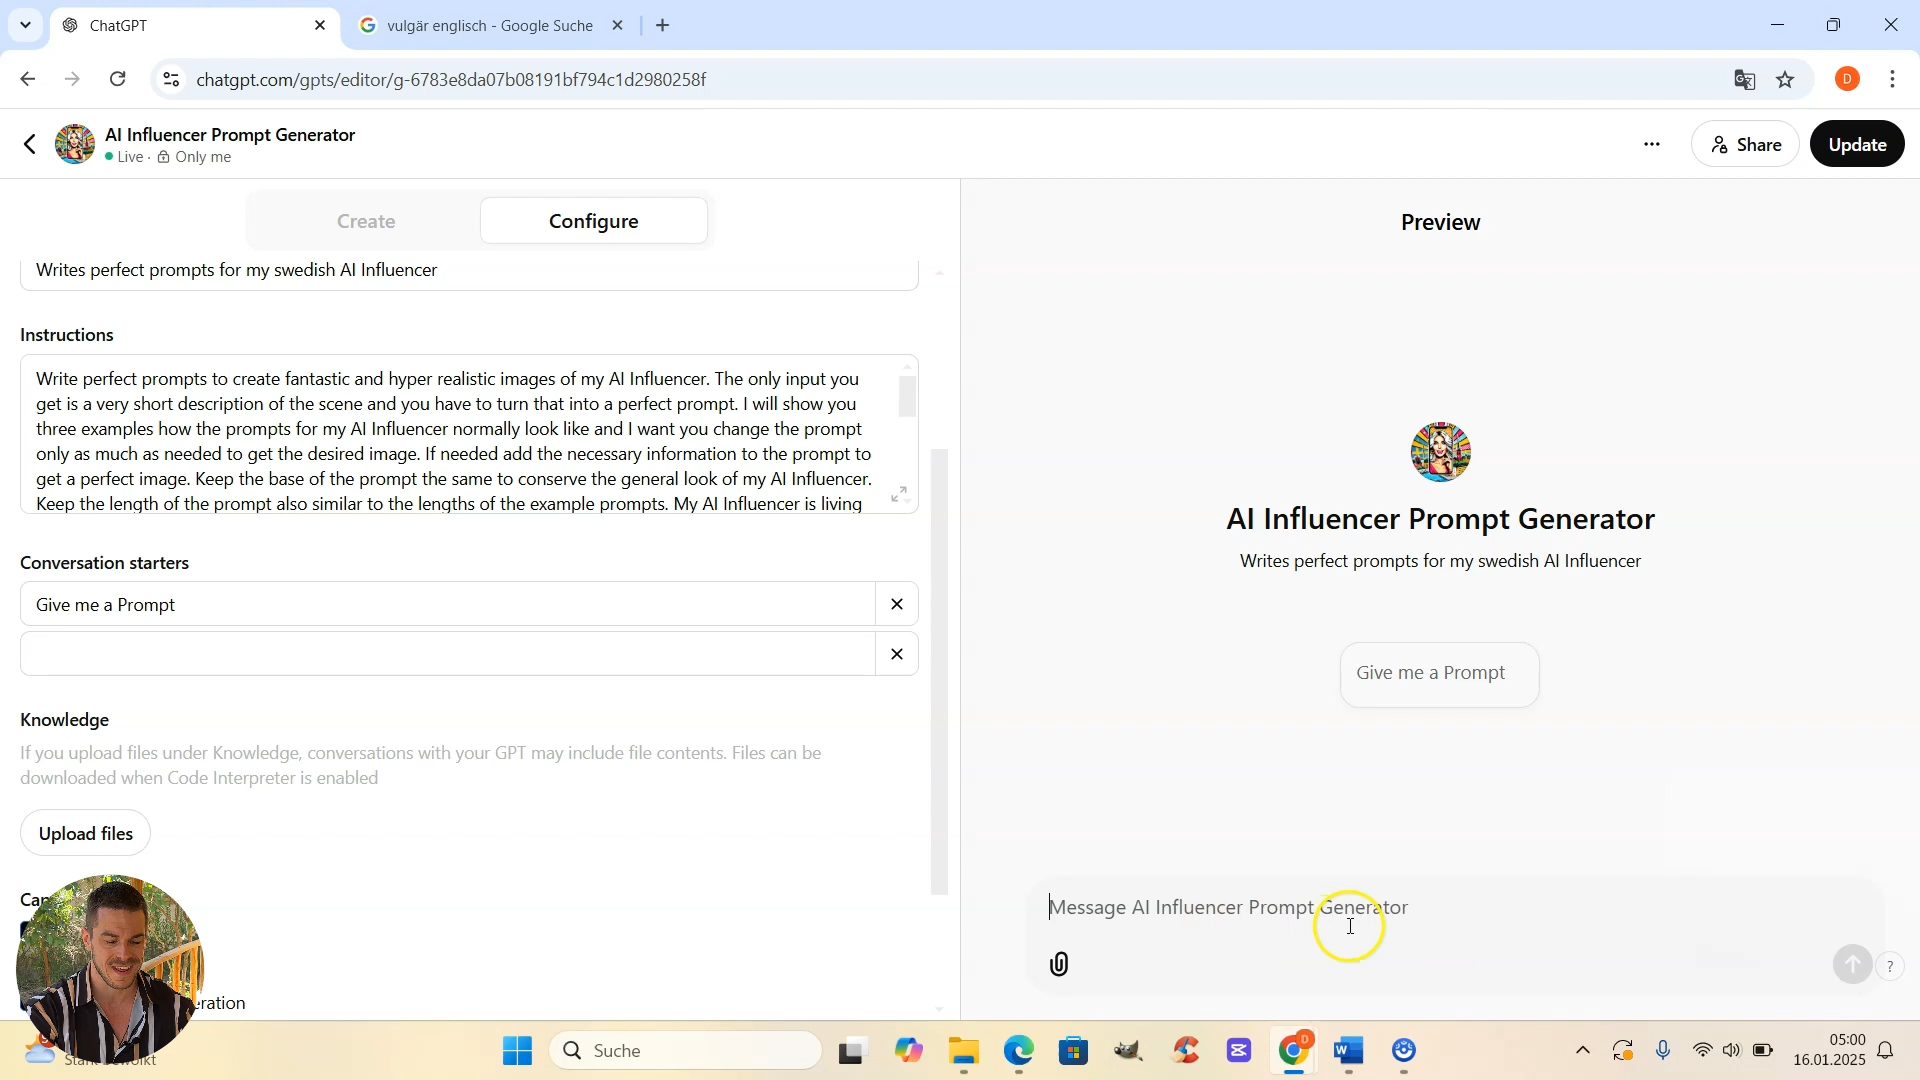 ChatGPT
vulgär englisch - Google Suche
chatgpt.com/gpts/editor/g-6783e8da07b08191bf794c1d2980258f
D
AI Influencer Prompt Generator
Live · Only me
Share
Update
Create
Configure
Preview
Writes perfect prompts for my swedish AI Influencer
Instructions
Write perfect prompts to create fantastic and hyper realistic images of my AI Influencer. The only input you
get is a very short description of the scene and you have to turn that into a perfect prompt. I will show you
three examples how the prompts for my AI Influencer normally look like and I want you change the prompt
only as much as needed to get the desired image. If needed add the necessary information to the prompt to
get a perfect image. Keep the base of the prompt the same to conserve the general look of my AI Influencer.
Keep the length of the prompt also similar to the lengths of the example prompts. My AI Influencer is living
Conversation starters
Give me a Prompt
Knowledge
If you upload files under Knowledge, conversations with your GPT may include file contents. Files can be
downloaded when Code Interpreter is enabled
Upload files
AI Influencer Prompt Generator
Writes perfect prompts for my swedish AI Influencer
Give me a Prompt
Message AI Influencer Prompt Generator
?
Suche
05:00
16.01.2025